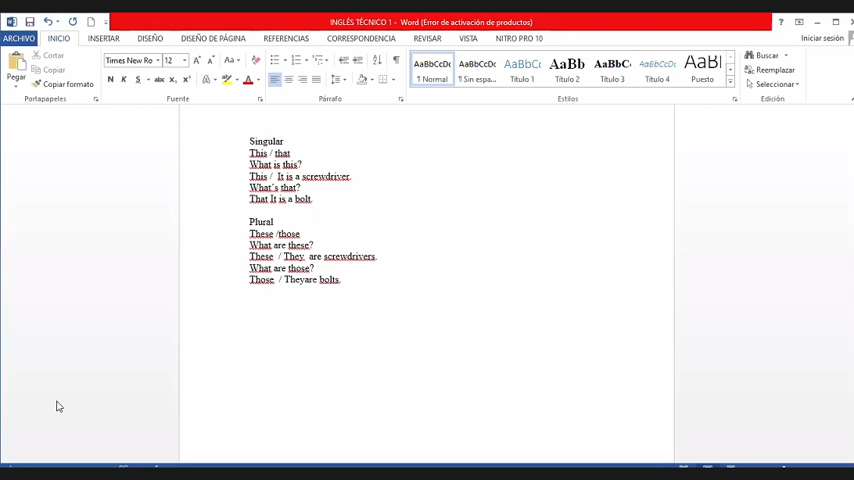 INGLÉS TÉCNICO 1 - Word (Error de activación de productos)
ARCHIVO INICIO INSERTAR DISEÑO DISEÑO DE PÁGINA REFERENCIAS CORRESPONDENCIA REVISAR VISTA NITRO PRO 10 Iniciar sesión
Pegar
Cortar
Copiar
Copiar formato
Portapapeles
Times New Ro 12
Fuente
Párrafo
AaBbCcDc AaBbCcDc AaBbCc AaBb AaBbC AaBbCcDc AaBl
¶ Normal ¶ Sin espa... Título 1 Título 2 Título 3 Título 4 Puesto
Estilos
Buscar
Reemplazar
Seleccionar
Edición
Singular
This / that
What is this?
This / It is a screwdriver.
What´s that?
That It is a bolt.
Plural
These /those
What are these?
These / They are screwdrivers.
What are those?
Those / Theyare bolts.